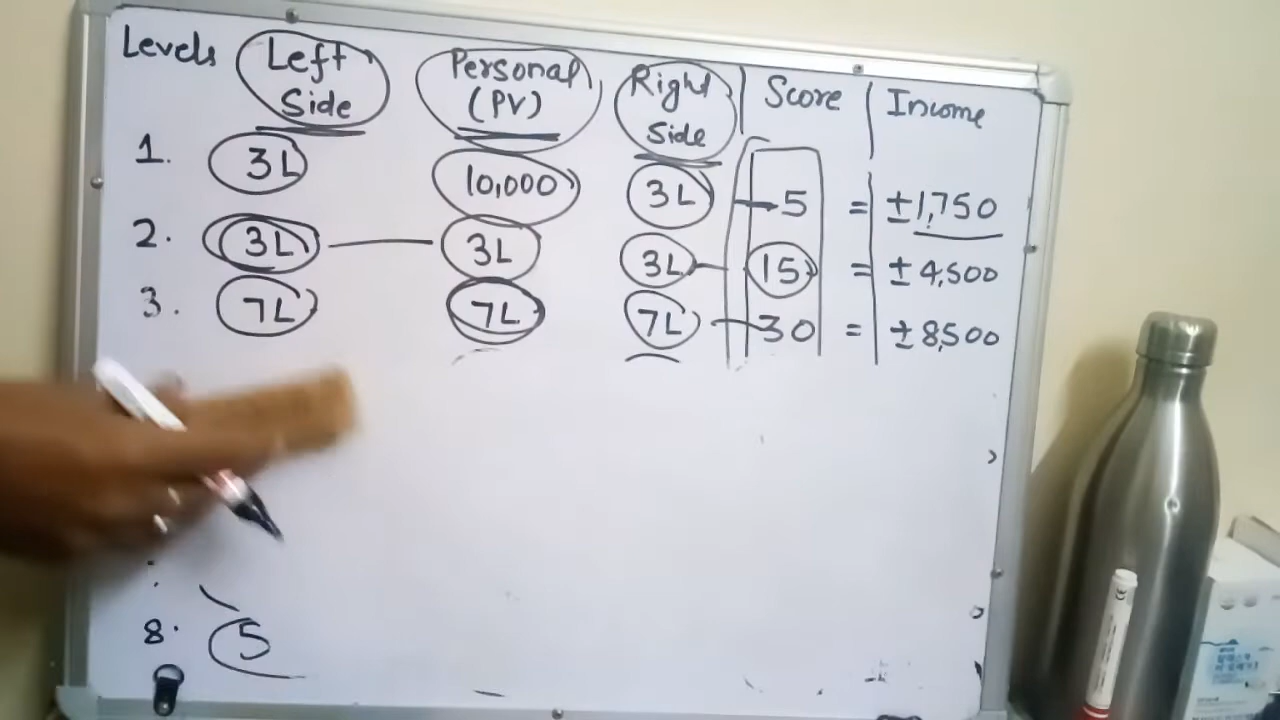 Levels Left Side Personal (PV) Right Side Score Income
1. 3L 10,000 3L 5 = ±1,750
2. 3L 3L 3L 15 = ±4,500
3. 7L 7L 7L 30 = ±8,500
8. 5